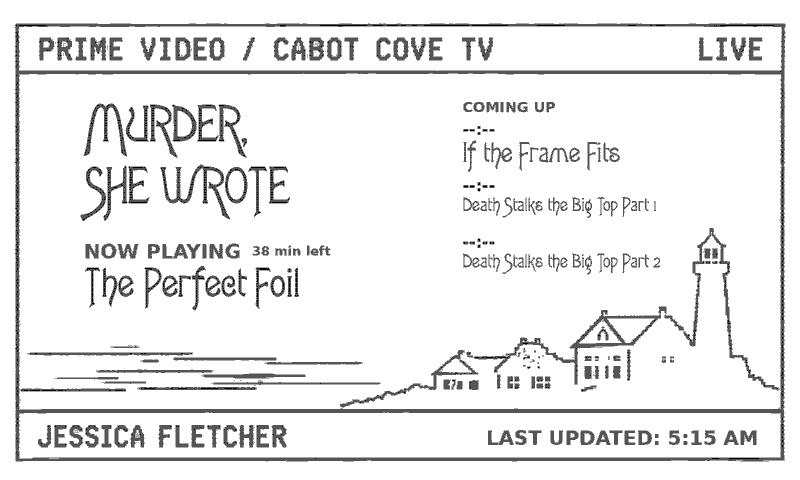 PRIME VIDEO / CABOT COVE TV
LIVE
MURDER,
SHE WROTE
NOW PLAYING 38 min left
The Perfect Foil
COMING UP
--:--
If the Frame Fits
--:--
Death Stalks the Big Top Part 1
--:--
Death Stalks the Big Top Part 2
JESSICA FLETCHER
LAST UPDATED: 5:15 AM